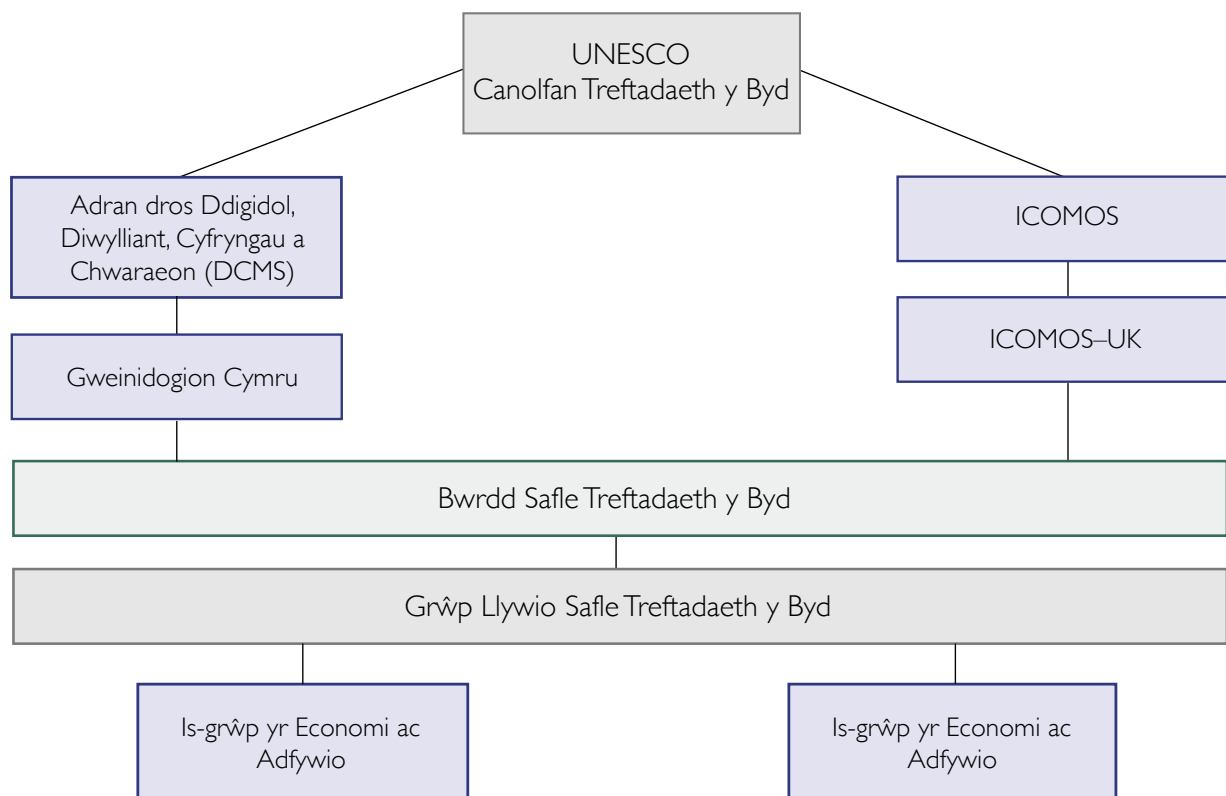 UNESCO
Canolfan Treftadaeth y Byd
Adran dros Ddigidol,
Diwylliant, Cyfryngau a
Chwaraeon (DCMS)
ICOMOS
Gweinidogion Cymru
ICOMOS–UK
Bwrdd Safle Treftadaeth y Byd
Grŵp Llywio Safle Treftadaeth y Byd
Is-grŵp yr Economi ac
Adfywio
Is-grŵp yr Economi ac
Adfywio